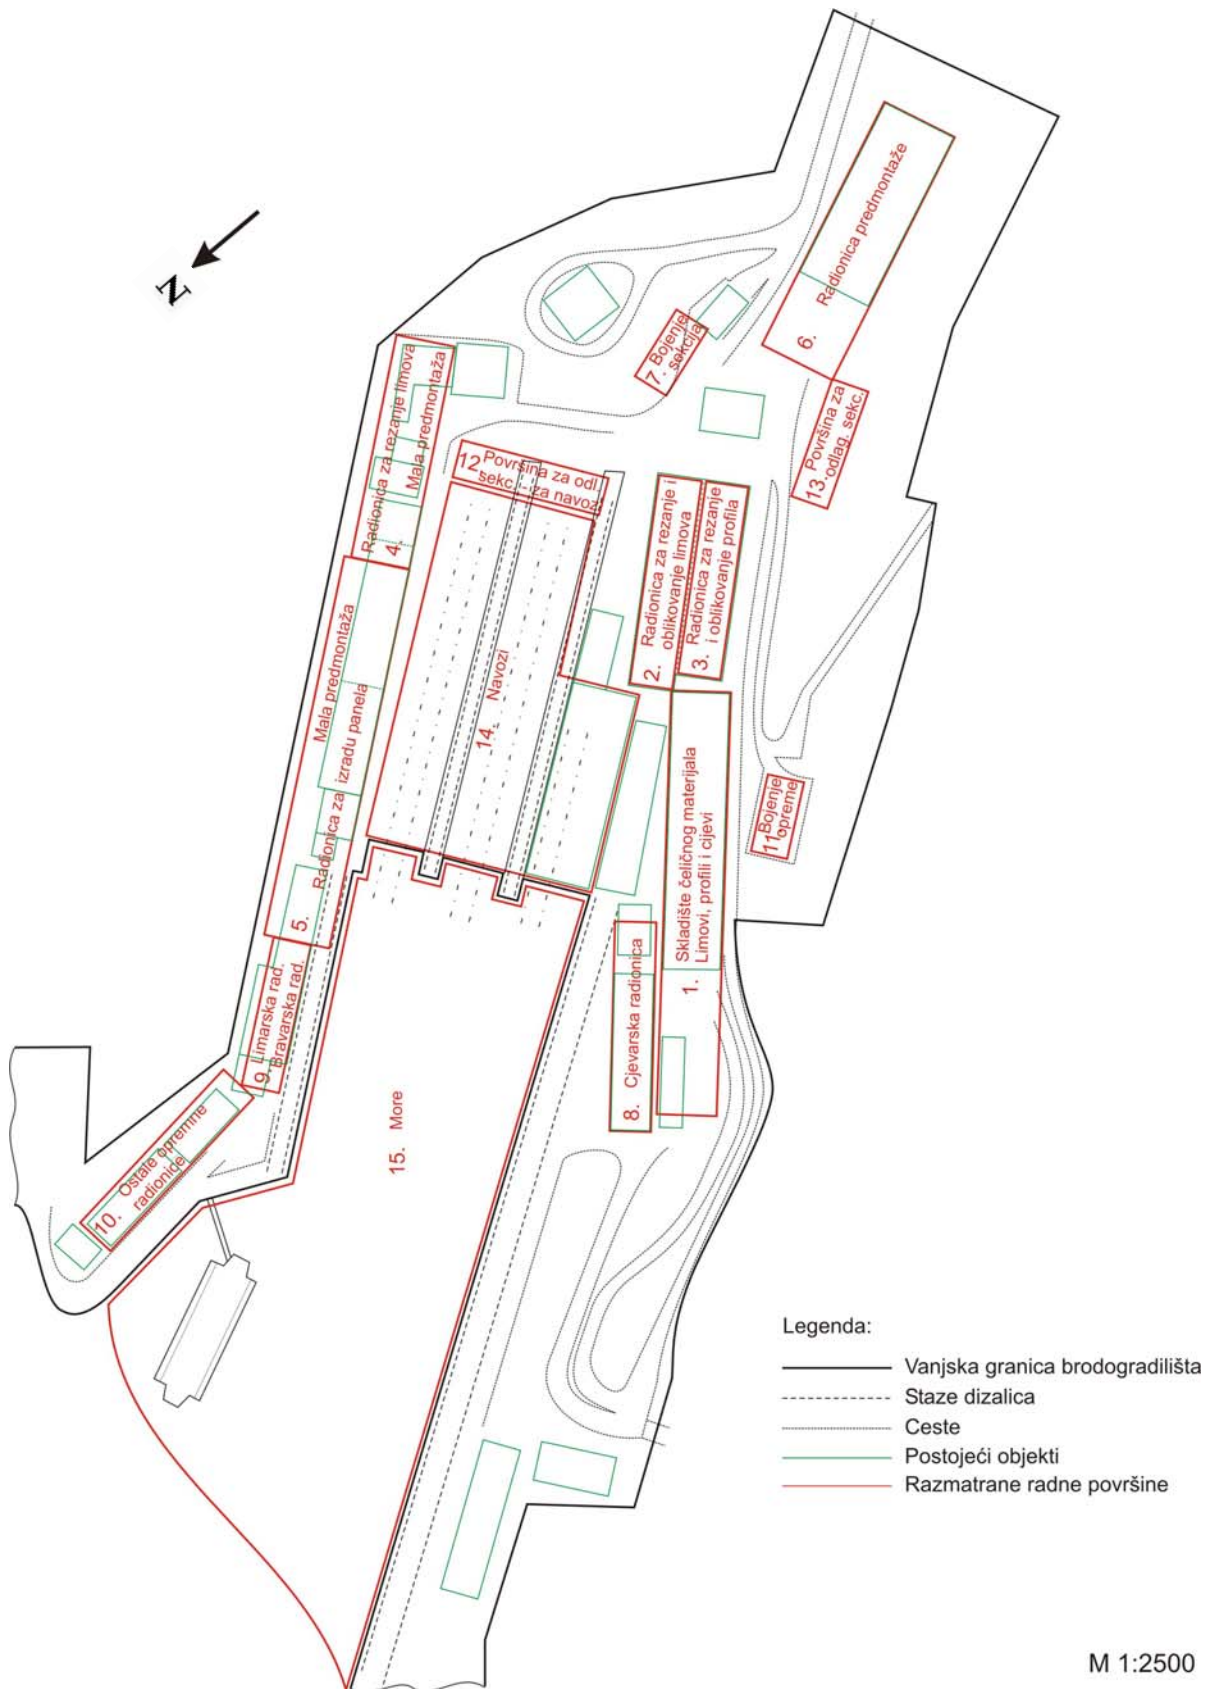 N
6. Radionica predmontaže
7. Bojenje
sekcija
4. Radionica za rezanje limova
Mala predmontaža
12. Površina za odl.
sekc. - za navoz
13. Površina za
odlag. sekc.
2. Radionica za rezanje i
oblikovanje limova
3. Radionica za rezanje
i oblikovanje profila
Mala predmontaža
5. Radionica za izradu panela
14. Navozi
1. Skladište čeličnog materijala
Limovi, profili i cijevi
11. Bojenje
opreme
8. Cjevarska radionica
9. Limarska rad.
Bravarska rad.
10. Ostale opremne
radionice
15. More
Legenda:
Vanjska granica brodogradilišta
Staze dizalica
Ceste
Postojeći objekti
Razmatrane radne površine
M 1:2500